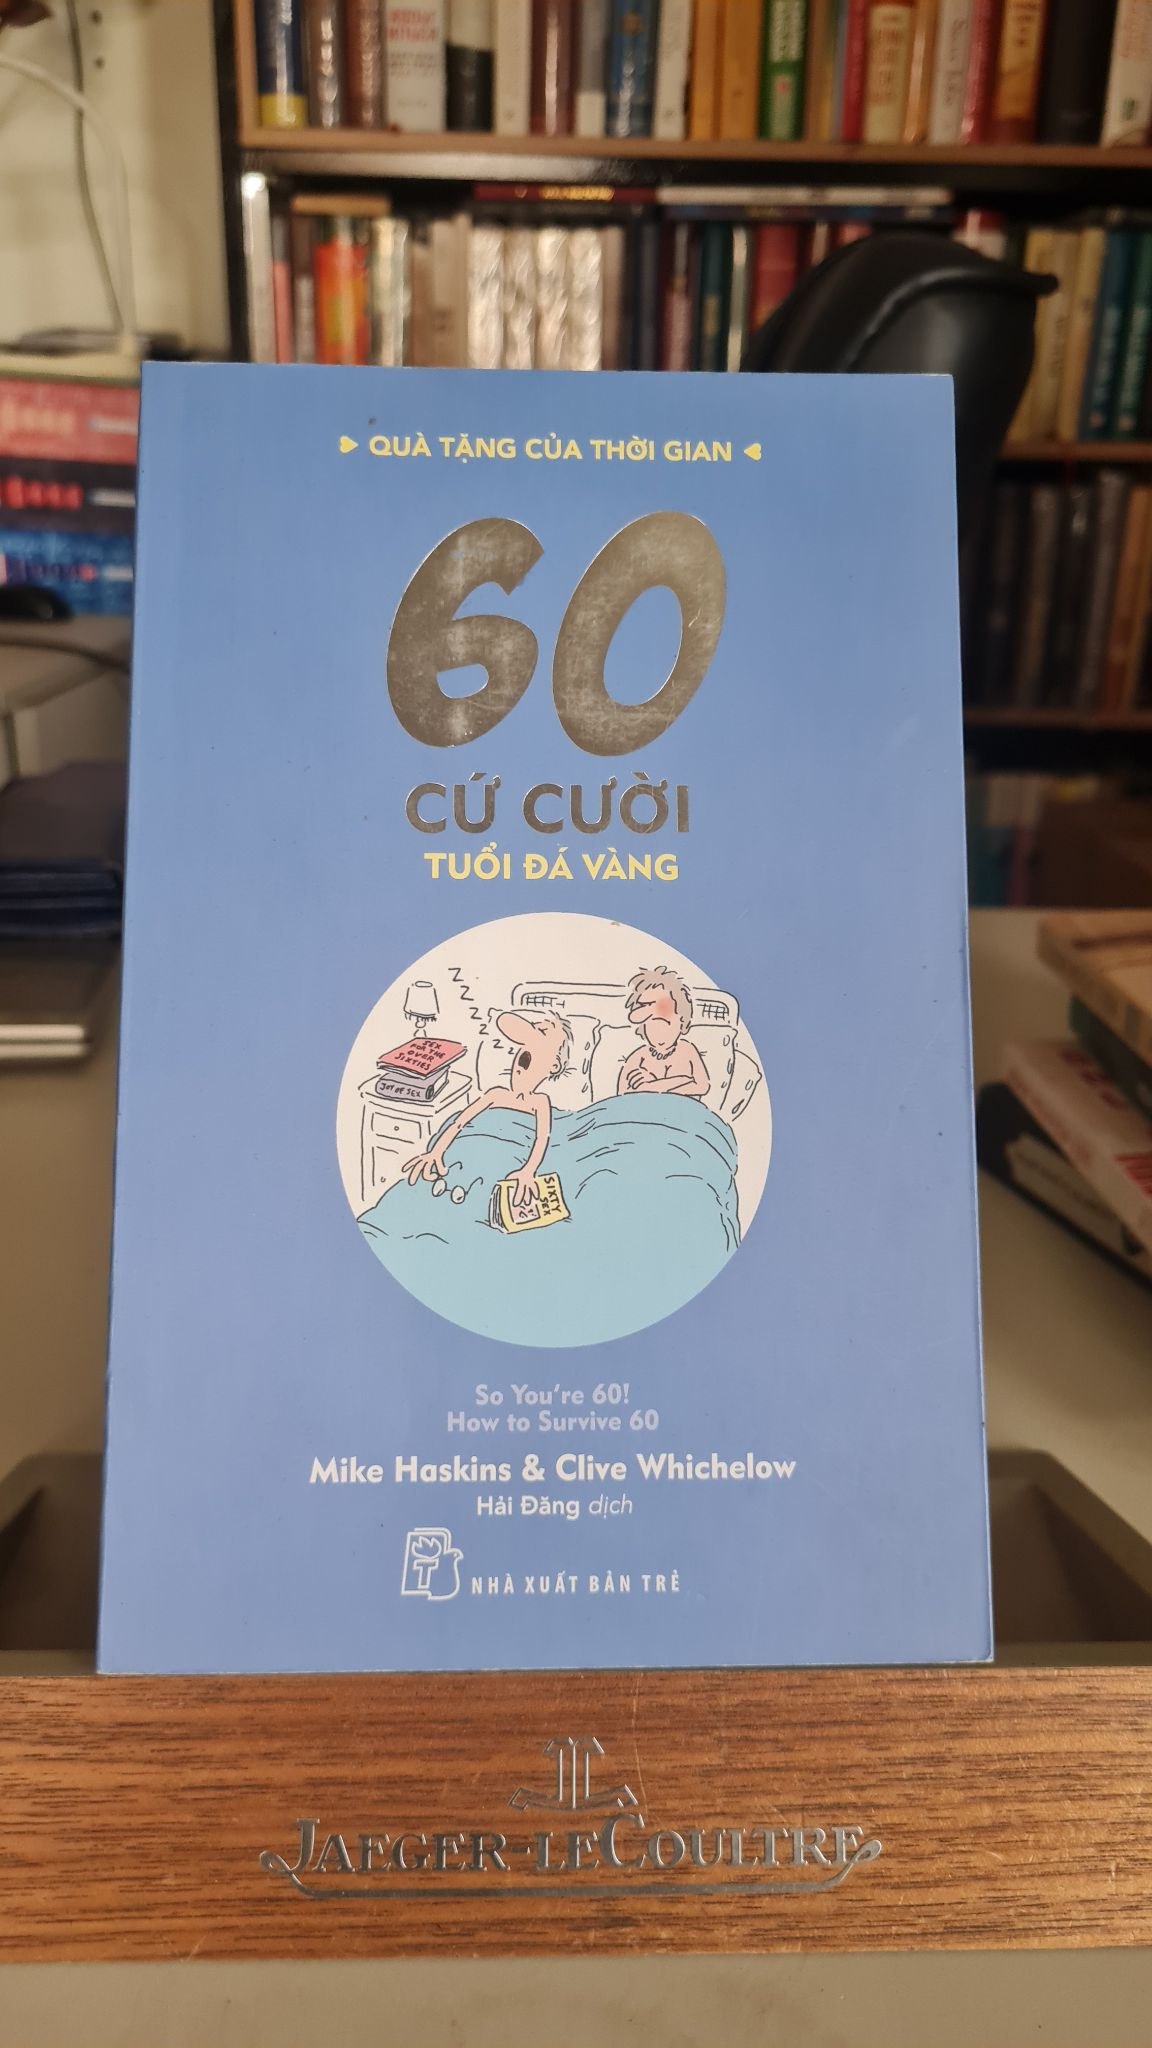 QUÀ TẶNG CỦA THỜI GIAN
60
CỨ CƯỜI
TUỔI ĐÁ VÀNG
Z
Z
Z
Z
Z
Z
Z
SEX
FOR THE
OVER
SIXTIES
JOY OF SEX
SIXTY
SEX
So You're 60!
How to Survive 60
Mike Haskins & Clive Whichelow
Hải Đăng dịch
T
NHÀ XUẤT BẢN TRẺ
JAEGER-LECOULTRE